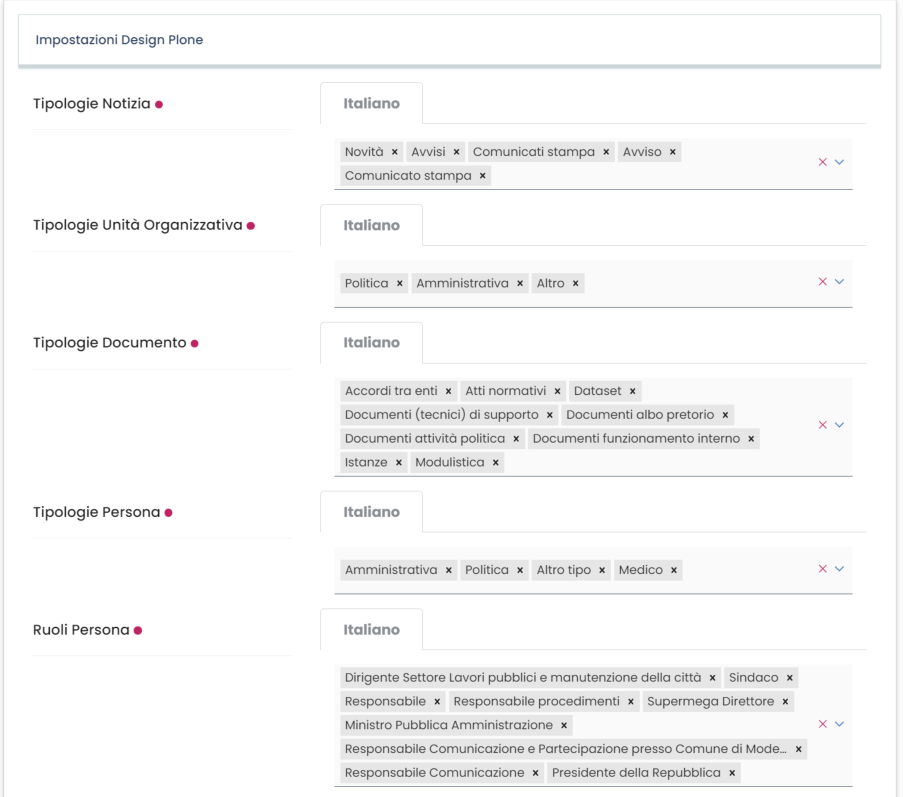 Impostazioni Design Plone
Tipologie Notizia
Italiano
Novità × Avvisi × Comunicati stampa × Avviso ×
Comunicato stampa ×
Tipologie Unità Organizzativa
Italiano
Politica × Amministrativa × Altro ×
Tipologie Documento
Italiano
Accordi tra enti × Atti normativi × Dataset ×
Documenti (tecnici) di supporto × Documenti albo pretorio ×
Documenti attività politica × Documenti funzionamento interno ×
Istanze × Modulistica ×
Tipologie Persona
Italiano
Amministrativa × Politica × Altro tipo × Medico ×
Ruoli Persona
Italiano
Dirigente Settore Lavori pubblici e manutenzione della città × Sindaco ×
Responsabile × Responsabile procedimenti × Supermega Direttore ×
Ministro Pubblica Amministrazione ×
Responsabile Comunicazione e Partecipazione presso Comune di Mode... ×
Responsabile Comunicazione × Presidente della Repubblica ×